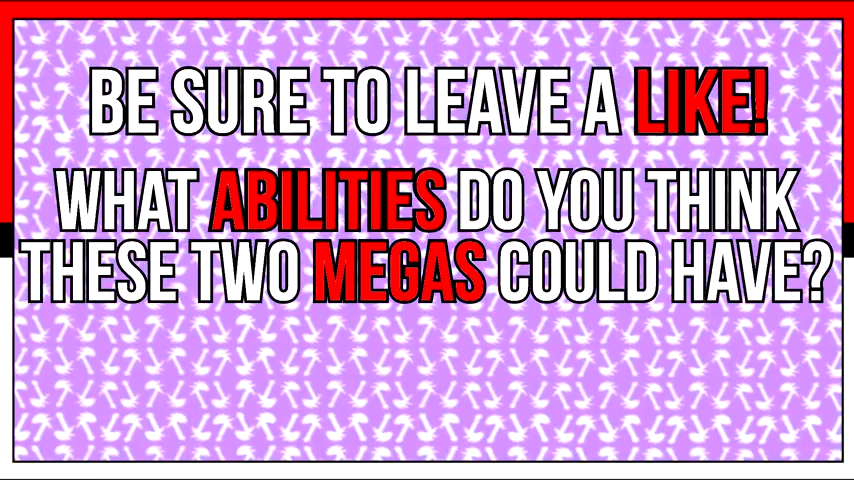 BE SURE TO LEAVE A LIKE!
WHAT ABILITIES DO YOU THINK
THESE TWO MEGAS COULD HAVE?